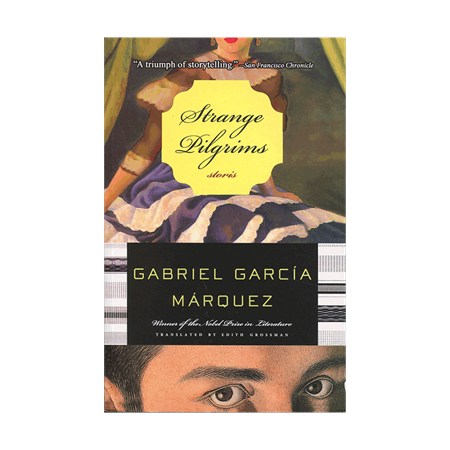 “A triumph of storytelling.”—San Francisco Chronicle
Strange
Pilgrims
storis
GABRIEL GARCÍA
MÁRQUEZ
Winner of the Nobel Prize in Literature
TRANSLATED BY EDITH GROSSMAN